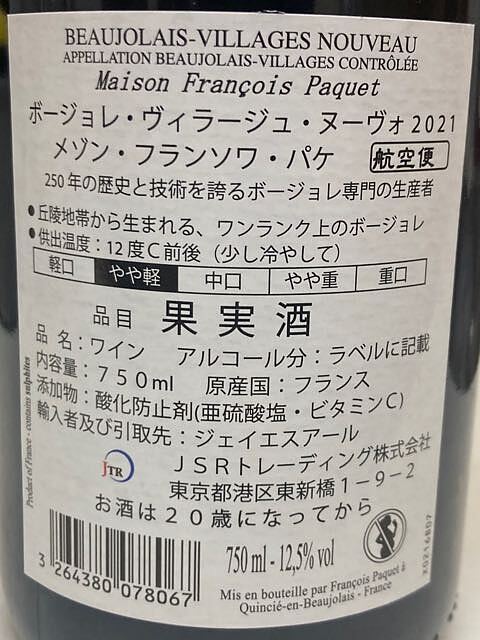 BEAUJOLAIS-VILLAGES NOUVEAU
APPELLATION BEAUJOLAIS-VILLAGES CONTRÔLÉE
Maison François Paquet
ボージョレ・ヴィラージュ・ヌーヴォ 2021
メゾン・フランソワ・パケ 航空便
250年の歴史と技術を誇るボージョレ専門の生産者
●丘陵地帯から生まれる、ワンランク上のボージョレ
●供出温度：12度C前後（少し冷やして）
軽口 やや軽 中口 やや重 重口
品目 果実酒
品名：ワイン アルコール分：ラベルに記載
内容量：７５０ml 原産国：フランス
添加物：酸化防止剤(亜硫酸塩・ビタミンC)
輸入者及び引取先：ジェイエスアール
ＪＳＲトレーディング株式会社
東京都港区東新橋１－９－２
お酒は２０歳になってから
JTR
Product of France - contains sulphites
3 264380 078067
750 ml - 12,5% vol
Mis en bouteille par François Paquet à
Quincié-en-Beaujolais - France
X0216B07